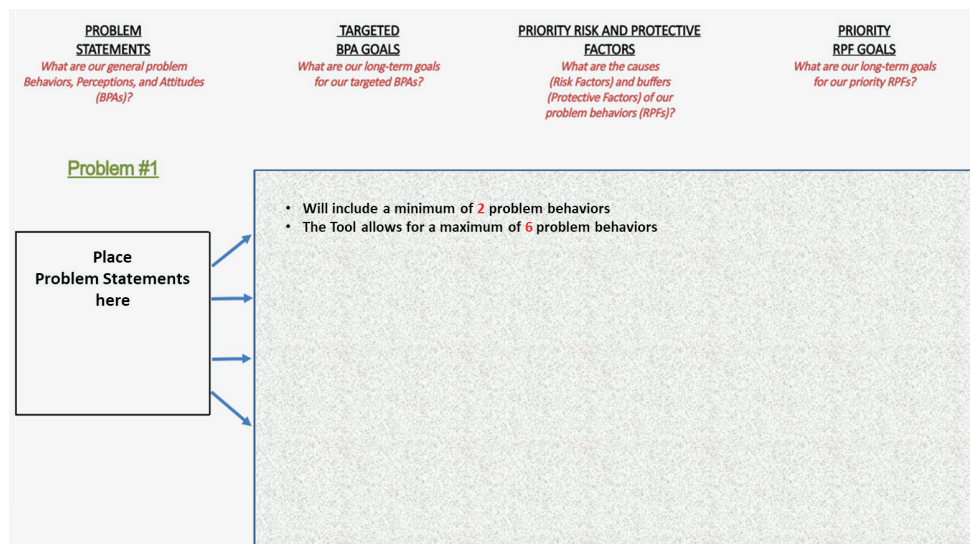 PROBLEM
STATEMENTS
What are our general problem
Behaviors, Perceptions, and Attitudes
(BPAs)?
TARGETED
BPA GOALS
What are our long-term goals
for our targeted BPAs?
PRIORITY RISK AND PROTECTIVE
FACTORS
What are the causes
(Risk Factors) and buffers
(Protective Factors) of our
problem behaviors (RPFs)?
PRIORITY
RPF GOALS
What are our long-term goals
for our priority RPFs?
Problem #1
Place
Problem Statements
here
• Will include a minimum of 2 problem behaviors
• The Tool allows for a maximum of 6 problem behaviors